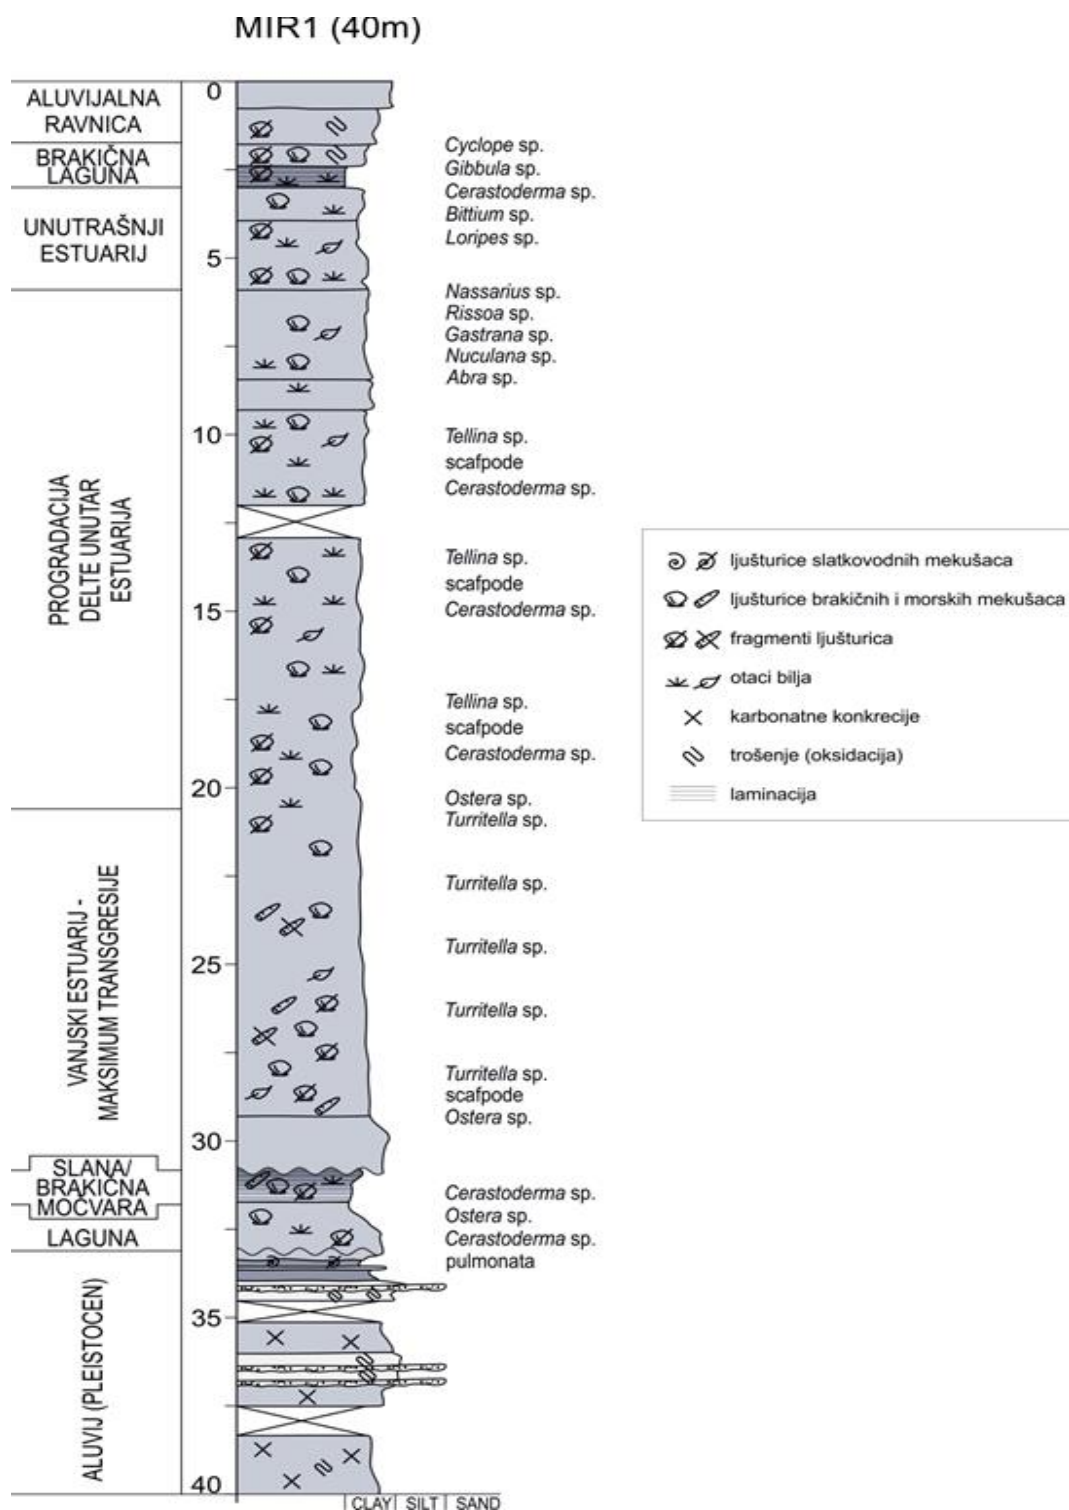 MIR1 (40m)
0
ALUVIJALNA
RAVNICA
BRAKIČNA
LAGUNA
UNUTRAŠNJI
ESTUARIJ
5
PROGRADACIJA
DELTE UNUTAR
ESTUARIJA
10
15
20
VANJSKI ESTUARIJ -
MAKSIMUM TRANSGRESIJE
25
30
SLANA/
BRAKIČNA
MOČVARA
LAGUNA
ALUVIJ (PLEISTOCEN)
35
40
CLAY SILT SAND
Cyclope sp.
Gibbula sp.
Cerastoderma sp.
Bittium sp.
Loripes sp.
Nassarius sp.
Rissoa sp.
Gastrana sp.
Nuculana sp.
Abra sp.
Tellina sp.
scafpode
Cerastoderma sp.
Tellina sp.
scafpode
Cerastoderma sp.
Tellina sp.
scafpode
Cerastoderma sp.
Ostera sp.
Turritella sp.
Turritella sp.
Turritella sp.
Turritella sp.
Turritella sp.
scafpode
Ostera sp.
Cerastoderma sp.
Ostera sp.
Cerastoderma sp.
pulmonata
ljušturice slatkovodnih mekušaca
ljušturice brakičnih i morskih mekušaca
fragmenti ljušturica
otaci bilja
karbonatne konkrecije
trošenje (oksidacija)
laminacija